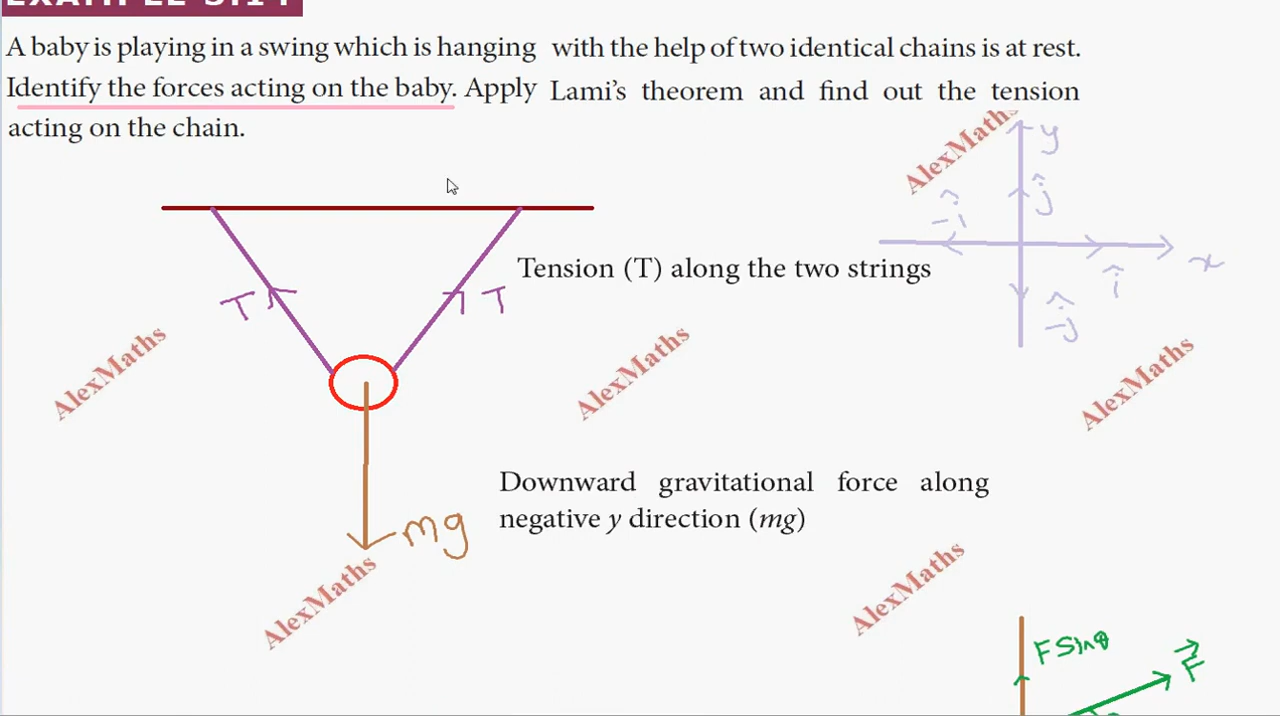 A baby is playing in a swing which is hanging with the help of two identical chains is at rest.
Identify the forces acting on the baby. Apply Lami's theorem and find out the tension
acting on the chain.
AlexMaths
y
ĵ
-î
x
î
-ĵ
Tension (T) along the two strings
T
T
AlexMaths
AlexMaths
AlexMaths
Downward gravitational force along
negative y direction (mg)
mg
AlexMaths
AlexMaths
F Sinθ
F⃗